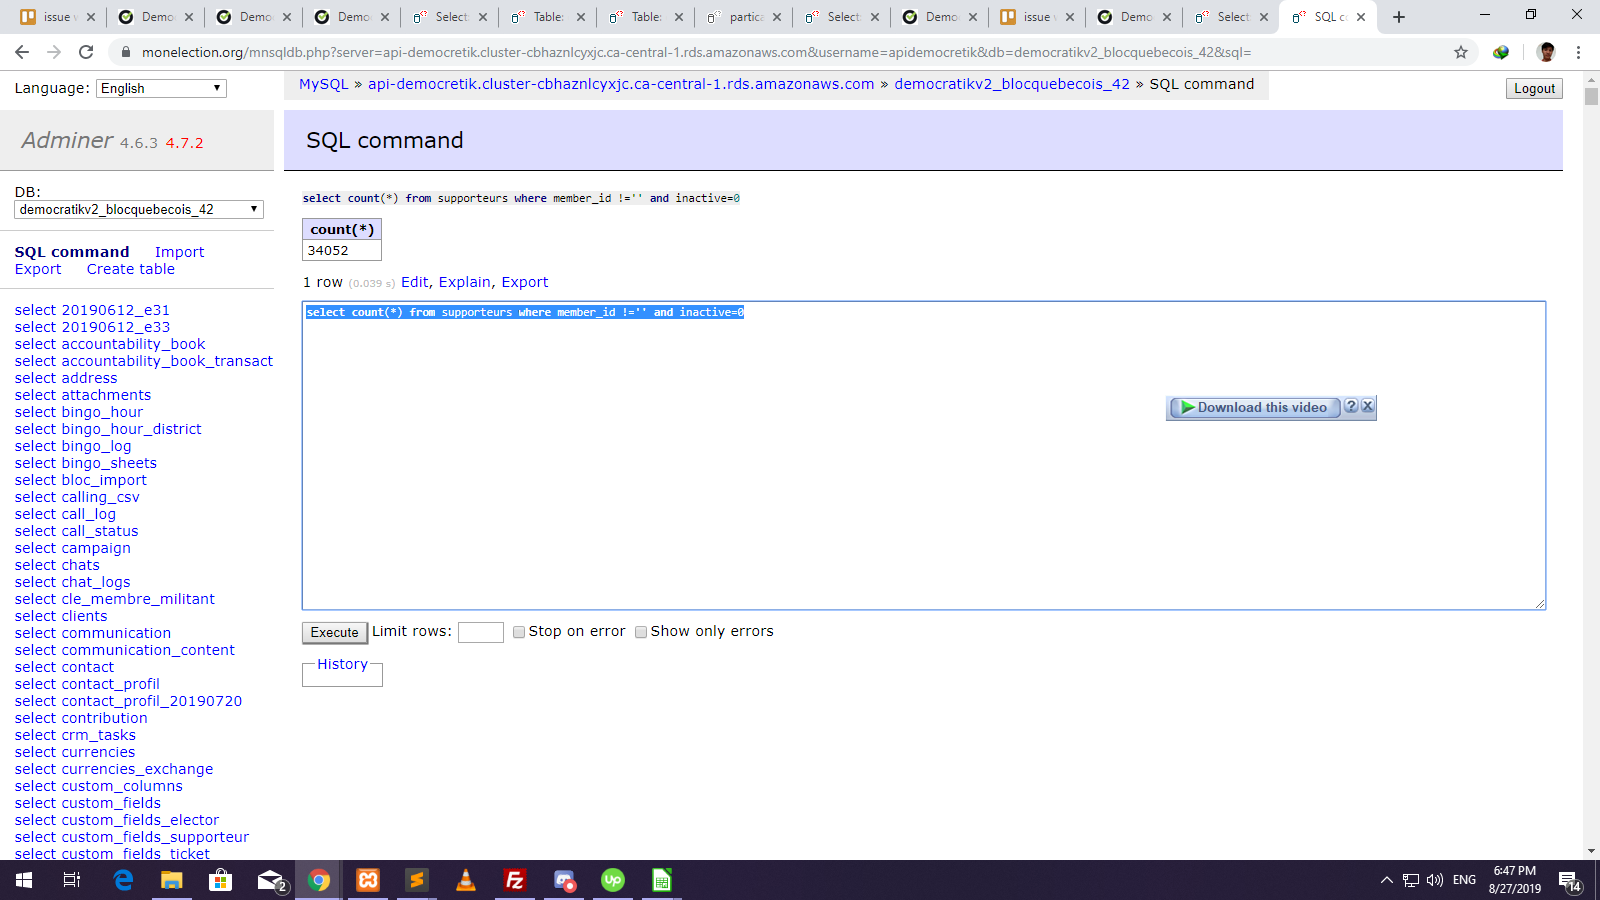 issue w
Demo
Demo
Demo
Select:
Table:
Table:
partica
Select:
Demo
issue w
Demo
Select:
SQL c
monelection.org/mnsqldb.php?server=api-democretik.cluster-cbhaznlcyxjc.ca-central-1.rds.amazonaws.com&username=apidemocretik&db=democratikv2_blocquebecois_42&sql=
Language: English
MySQL » api-democretik.cluster-cbhaznlcyxjc.ca-central-1.rds.amazonaws.com » democratikv2_blocquebecois_42 » SQL command
Logout
Adminer 4.6.3 4.7.2
SQL command
DB:
democratikv2_blocquebecois_42
SQL command Import
Export Create table
select 20190612_e31
select 20190612_e33
select accountability_book
select accountability_book_transact
select address
select attachments
select bingo_hour
select bingo_hour_district
select bingo_log
select bingo_sheets
select bloc_import
select calling_csv
select call_log
select call_status
select campaign
select chats
select chat_logs
select cle_membre_militant
select clients
select communication
select communication_content
select contact
select contact_profil
select contact_profil_20190720
select contribution
select crm_tasks
select currencies
select currencies_exchange
select custom_columns
select custom_fields
select custom_fields_elector
select custom_fields_supporteur
select custom_fields_ticket
select count(*) from supporteurs where member_id !='' and inactive=0
count(*)
34052
1 row (0.039 s) Edit, Explain, Export
select count(*) from supporteurs where member_id !='' and inactive=0
Download this video ? X
Execute Limit rows: Stop on error Show only errors
History
2
ENG
6:47 PM
8/27/2019
14